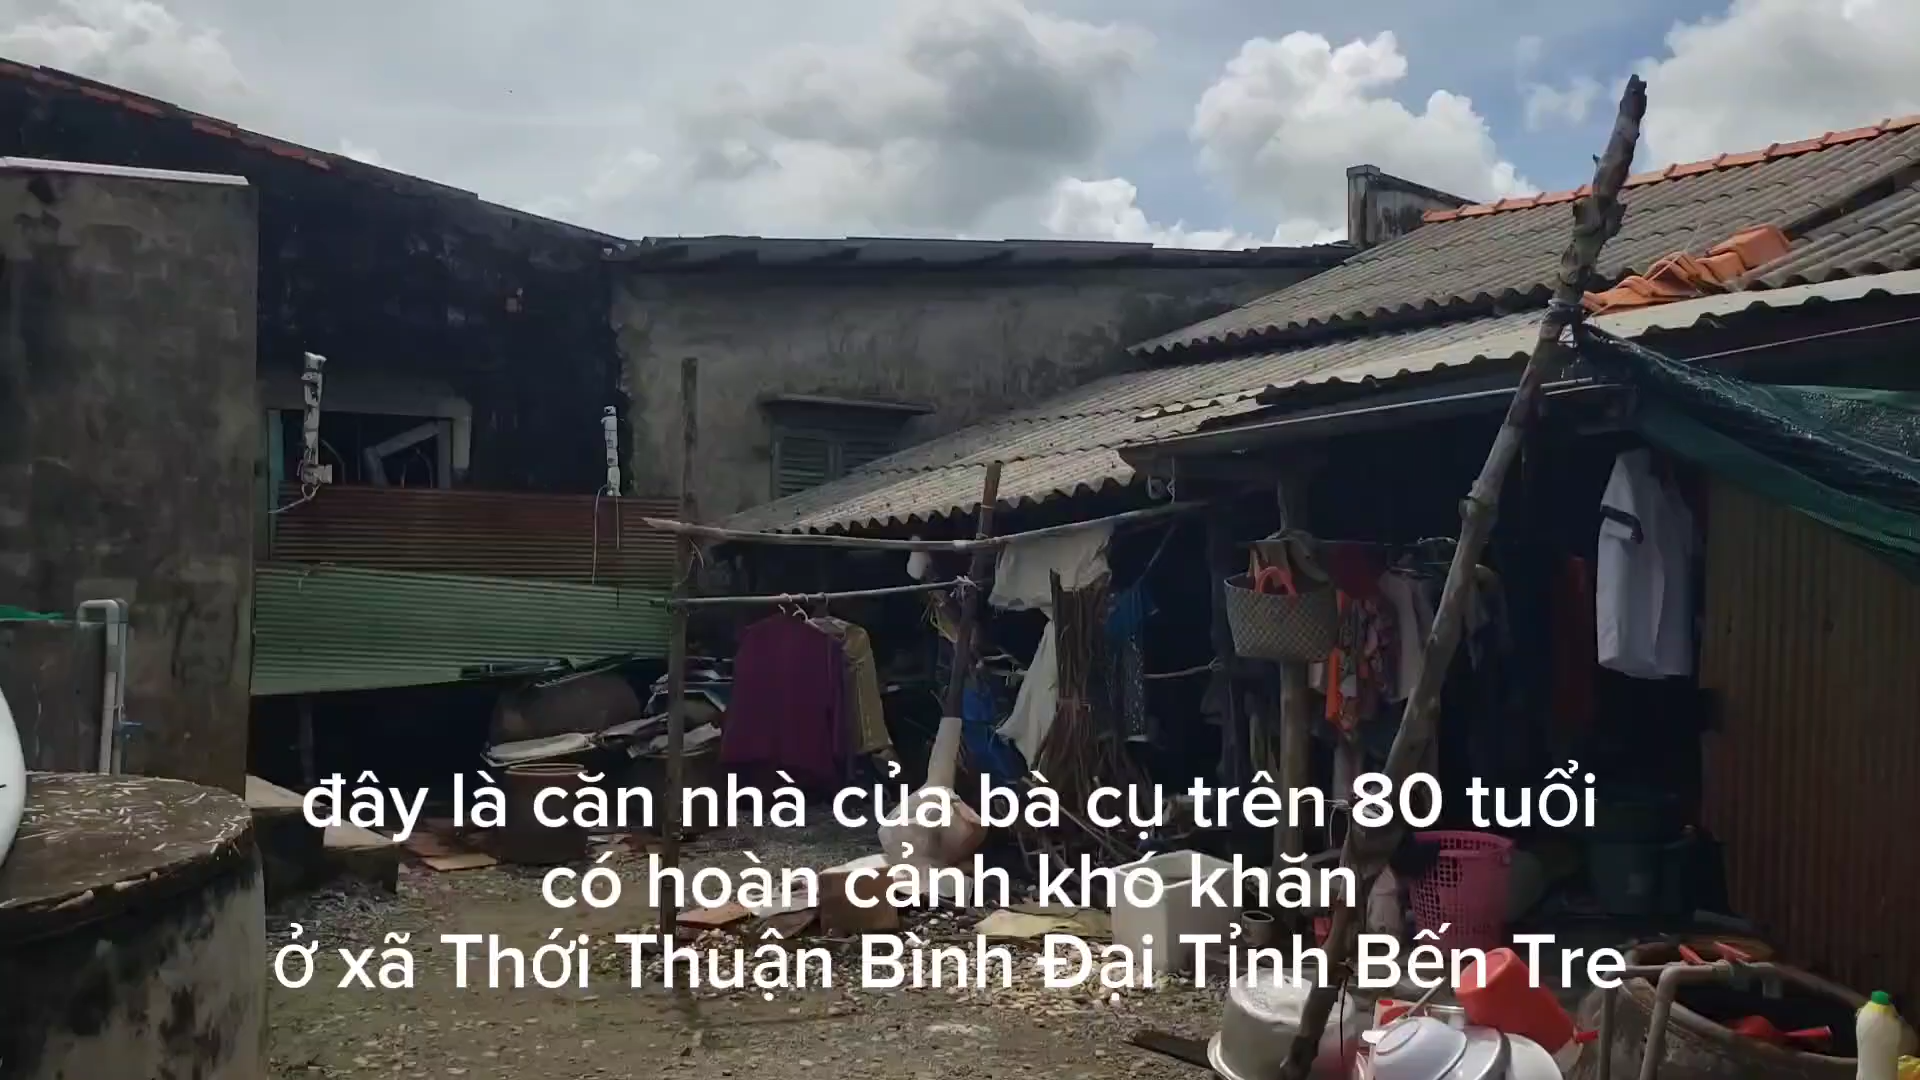 đây là căn nhà của bà cụ trên 80 tuổi
có hoàn cảnh khó khăn
ở xã Thới Thuận Bình Đại Tỉnh Bến Tre